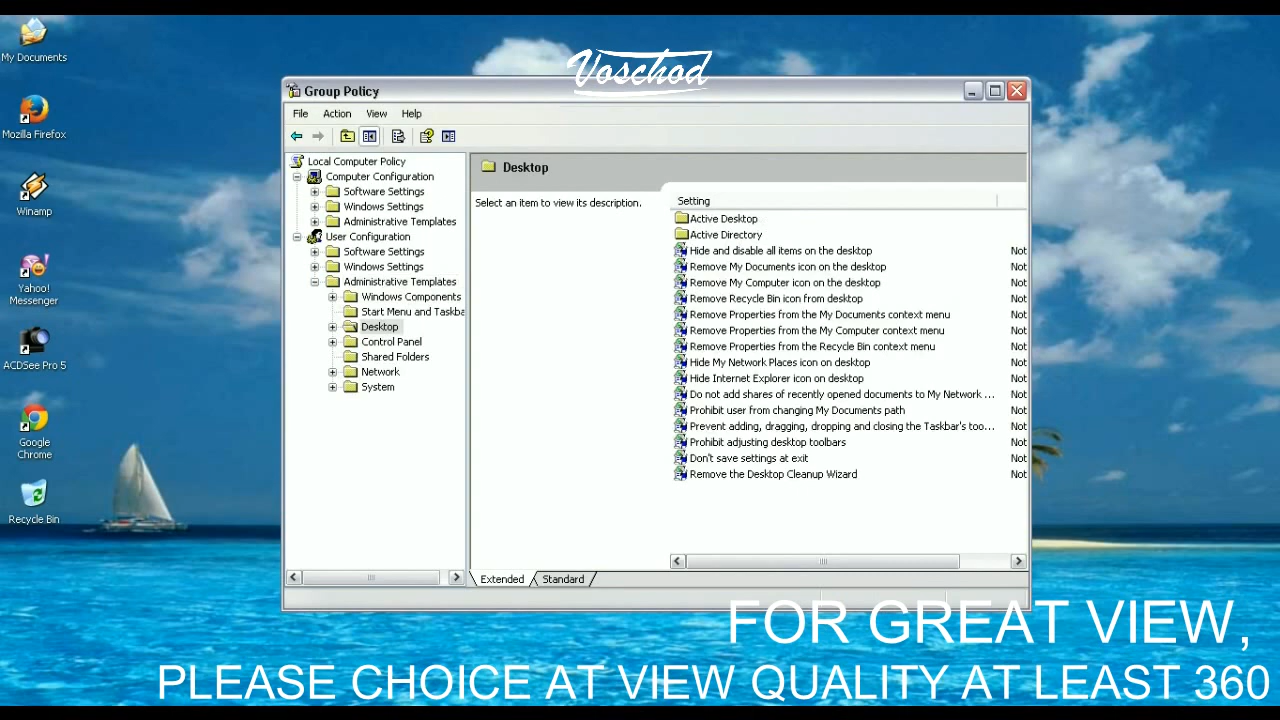 My Documents
Mozilla Firefox
Winamp
Yahoo!
Messenger
ACDSee Pro 5
Google
Chrome
Recycle Bin
Voschod
Group Policy
File Action View Help
Local Computer Policy
Computer Configuration
Software Settings
Windows Settings
Administrative Templates
User Configuration
Software Settings
Windows Settings
Administrative Templates
Windows Components
Start Menu and Taskba
Desktop
Control Panel
Shared Folders
Network
System
Desktop
Select an item to view its description.
Setting
Active Desktop
Active Directory
Hide and disable all items on the desktop Not
Remove My Documents icon on the desktop Not
Remove My Computer icon on the desktop Not
Remove Recycle Bin icon from desktop Not
Remove Properties from the My Documents context menu Not
Remove Properties from the My Computer context menu Not
Remove Properties from the Recycle Bin context menu Not
Hide My Network Places icon on desktop Not
Hide Internet Explorer icon on desktop Not
Do not add shares of recently opened documents to My Network ... Not
Prohibit user from changing My Documents path Not
Prevent adding, dragging, dropping and closing the Taskbar's too... Not
Prohibit adjusting desktop toolbars Not
Don't save settings at exit Not
Remove the Desktop Cleanup Wizard Not
Extended Standard
FOR GREAT VIEW,
PLEASE CHOICE AT VIEW QUALITY AT LEAST 360